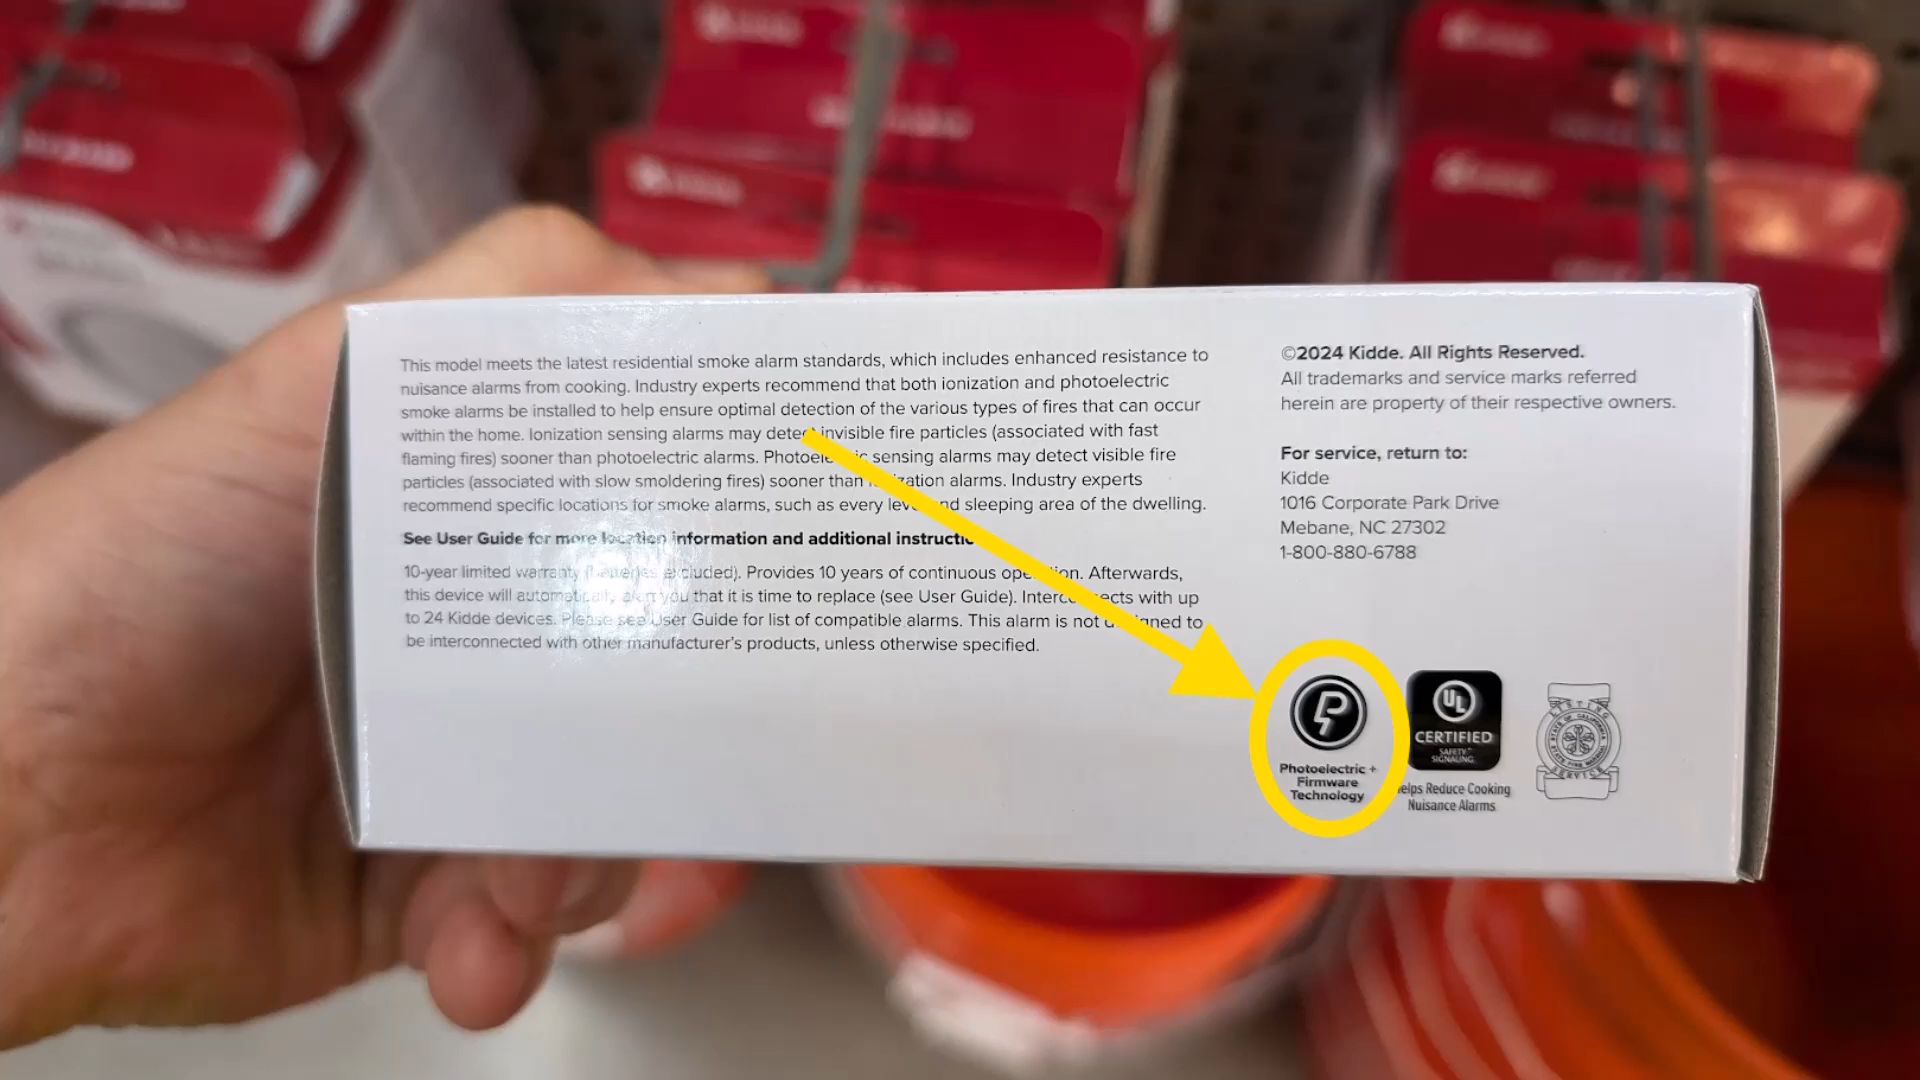 This model meets the latest residential smoke alarm standards, which includes enhanced resistance to
nuisance alarms from cooking. Industry experts recommend that both ionization and photoelectric
smoke alarms be installed to help ensure optimal detection of the various types of fires that can occur
within the home. Ionization sensing alarms may detect invisible fire particles (associated with fast
flaming fires) sooner than photoelectric alarms. Photoelectric sensing alarms may detect visible fire
particles (associated with slow smoldering fires) sooner than ionization alarms. Industry experts
recommend specific locations for smoke alarms, such as every level and sleeping area of the dwelling.
See User Guide for more location information and additional
10-year limited warranty (batteries excluded). Provides 10 years of continuous operation. Afterwards,
this device will automatically alert you that it is time to replace (see User Guide). Interconnects with up
to 24 Kidde devices. Please see User Guide for list of compatible alarms. This alarm is not designed to
be interconnected with other manufacturer's products, unless otherwise specified.
©2024 Kidde. All Rights Reserved.
All trademarks and service marks referred
herein are property of their respective owners.
For service, return to:
Kidde
1016 Corporate Park Drive
Mebane, NC 27302
1-800-880-6788
P
Photoelectric +
Firmware
Technology
UL
CERTIFIED
SAFETY
SIGNALING
Helps Reduce Cooking
Nuisance Alarms
LISTING
STATE OF CALIFORNIA
STATE FIRE MARSHAL
SERVICE